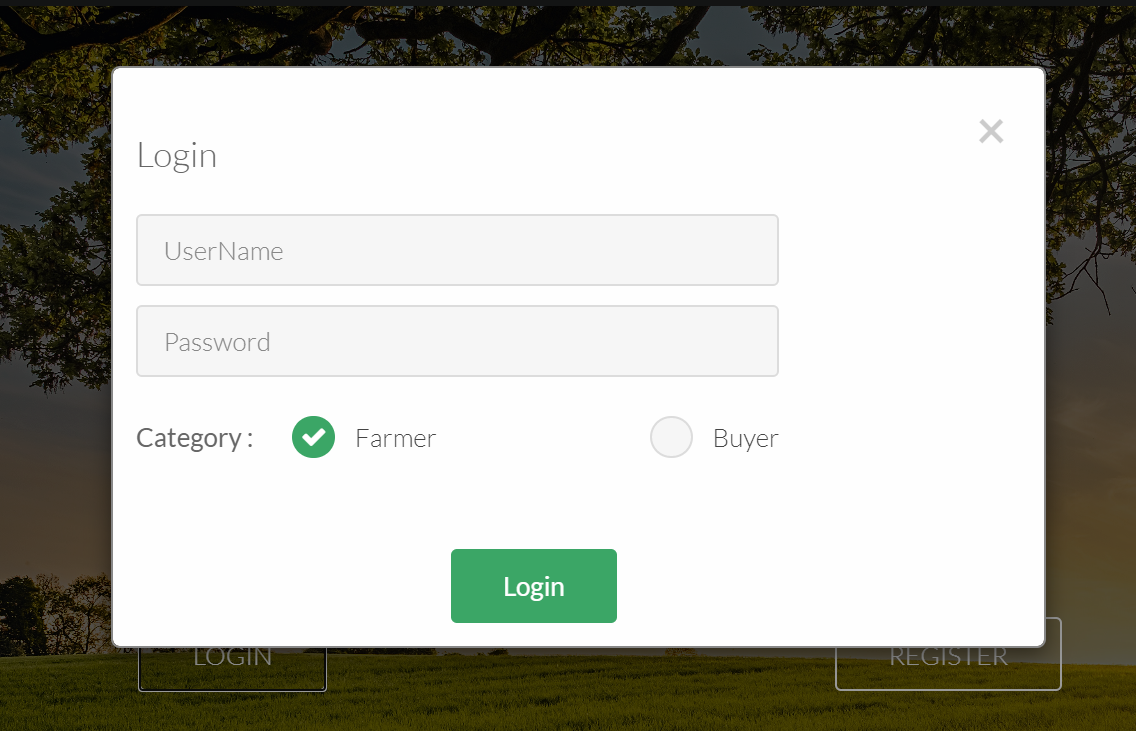 Login
UserName
Password
Category : Farmer Buyer
Login
LOGIN REGISTER